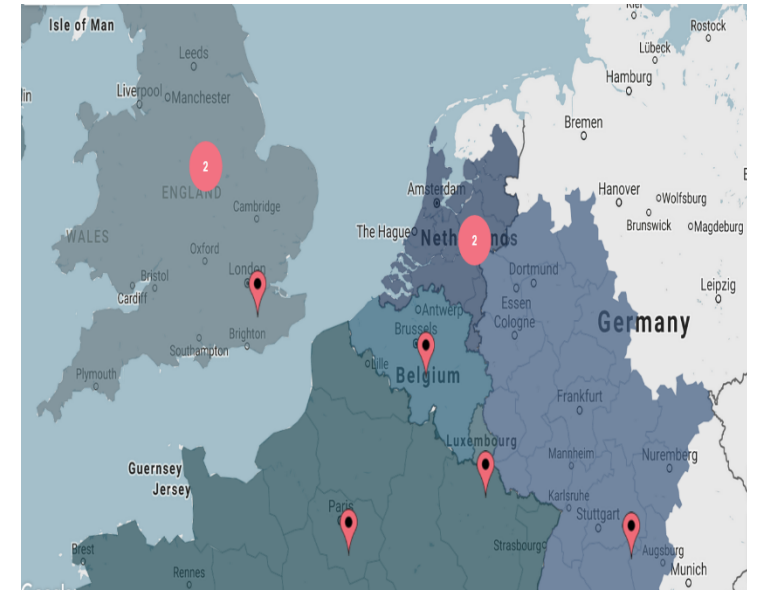 Kiel
Isle of Man
Rostock
Lübeck
Leeds
Hamburg
Liverpool
Manchester
lin
Bremen
2
ENGLAND
Amsterdam
Hanover
Wolfsburg
Cambridge
Brunswick
Magdeburg
WALES
The Hague
Netherlands
2
Oxford
London
Dortmund
Bristol
Cardiff
Essen
Leipzig
Antwerp
Cologne
Germany
Brussels
Brighton
Southampton
Lille
Belgium
Plymouth
Frankfurt
Luxembourg
Mannheim
Nuremberg
Guernsey
Jersey
Karlsruhe
Paris
Stuttgart
Strasbourg
Brest
Augsburg
Rennes
Munich